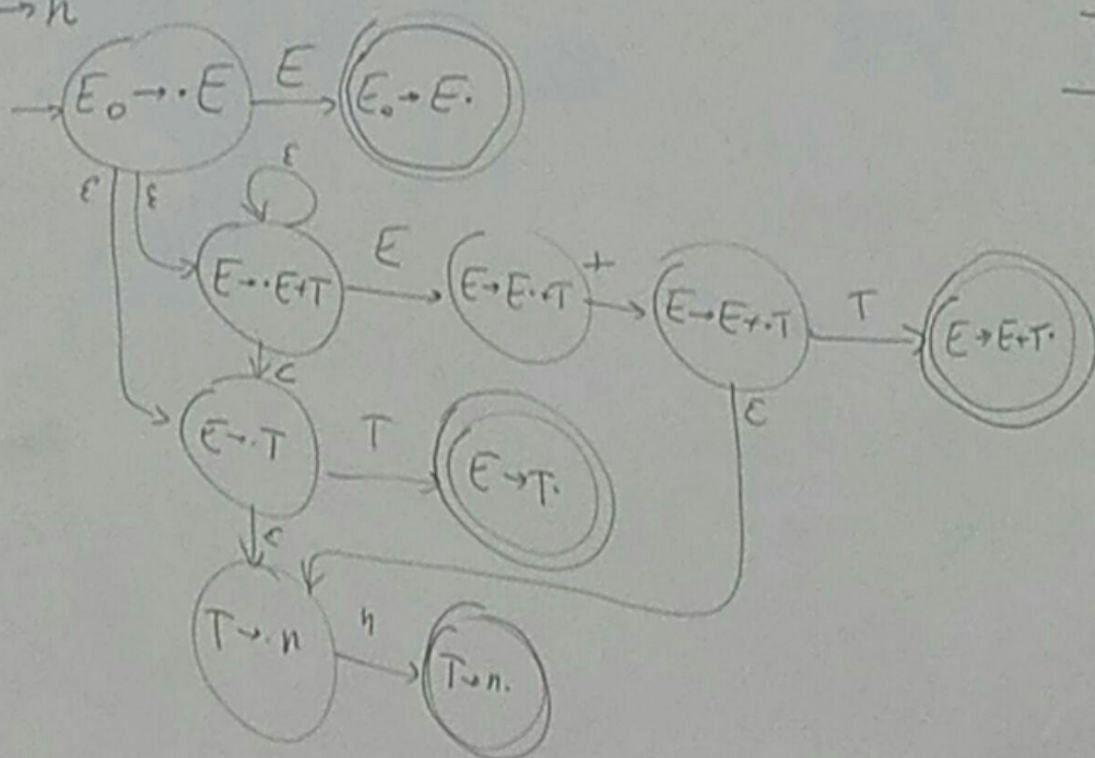 →n
E₀→·E E E₀→E·
ε ε ε
E→·E+T E E→E·+T + E→E+·T T E→E+T·
ε ε
E→·T T E→T·
ε
T→·n n T→n.